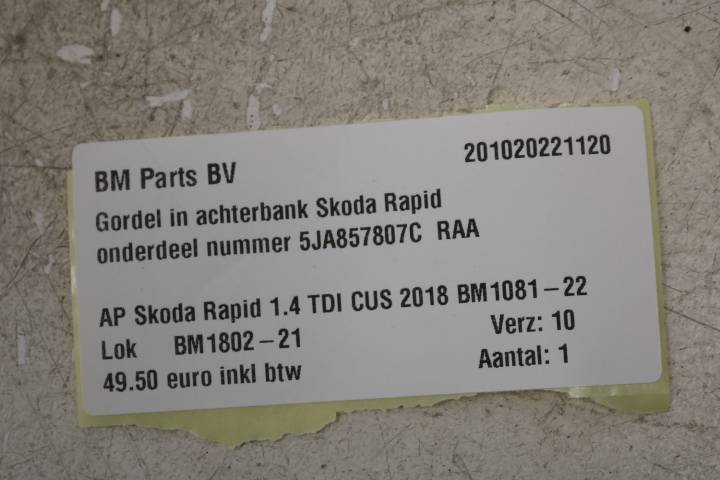 BM Parts BV 201020221120
Gordel in achterbank Skoda Rapid
onderdeel nummer 5JA857807C RAA
AP Skoda Rapid 1.4 TDI CUS 2018 BM1081-22
Lok BM1802-21 Verz: 10
49.50 euro inkl btw Aantal: 1